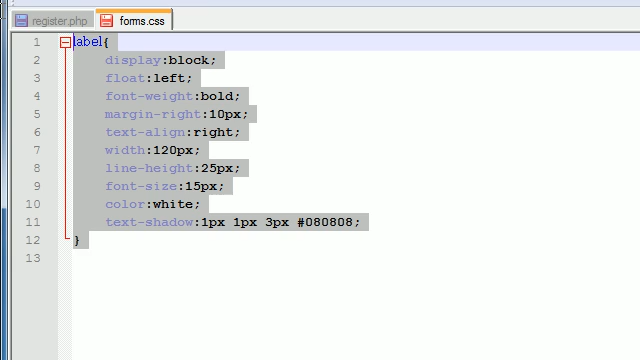 register.php forms.css
1 label{
2 display:block;
3 float:left;
4 font-weight:bold;
5 margin-right:10px;
6 text-align:right;
7 width:120px;
8 line-height:25px;
9 font-size:15px;
10 color:white;
11 text-shadow:1px 1px 3px #080808;
12 }
13